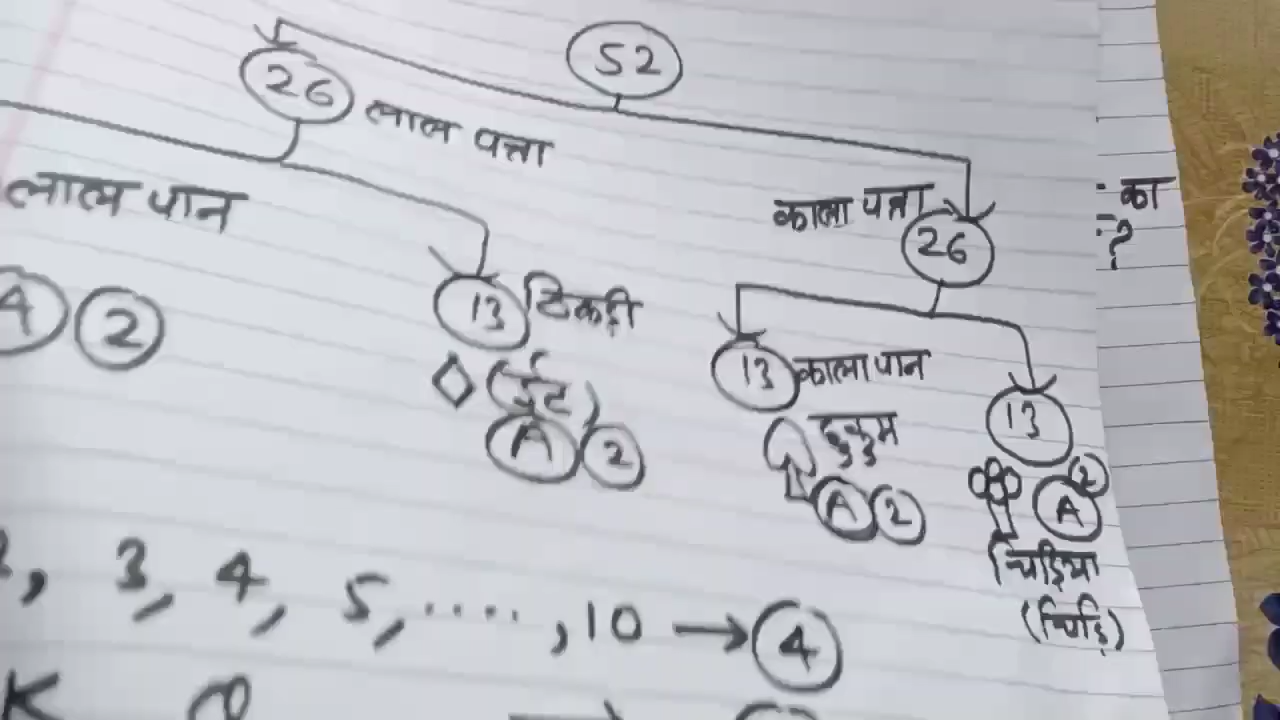 52
26 लाल पत्ता
काला पत्ता 26
का
?
लाल पान
A 2
13 ठिकड़ी
(ईंट)
A 2
13 काला पान
हुकुम
A 2
13
2
A
चिड़िया
(चिड़ि)
2, 3, 4, 5, ...., 10 → 4
K Q